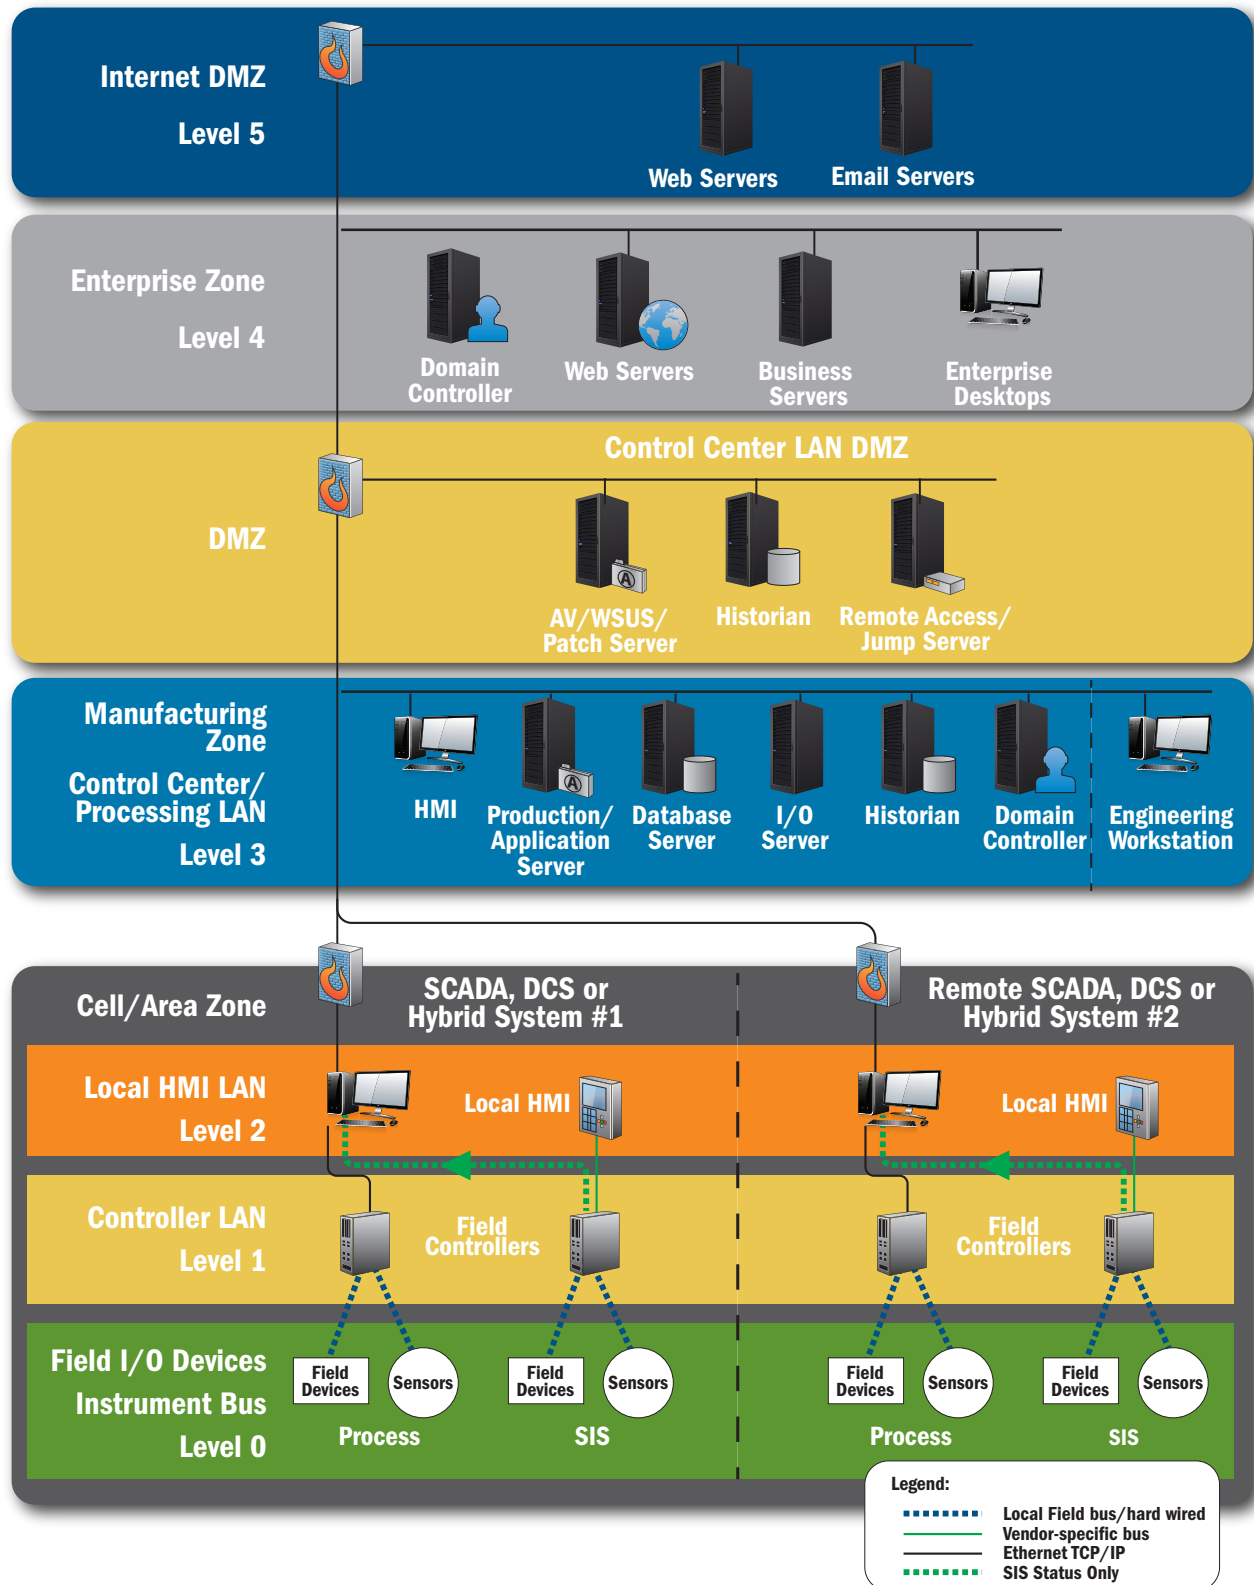 Internet DMZ
Level 5
Web Servers
Email Servers
Enterprise Zone
Level 4
Domain
Controller
Web Servers
Business
Servers
Enterprise
Desktops
Control Center LAN DMZ
DMZ
AV/WSUS/
Patch Server
Historian
Remote Access/
Jump Server
Manufacturing
Zone
Control Center/
Processing LAN
Level 3
HMI
A
Production/
Application
Server
Database
Server
I/O
Server
Historian
Domain
Controller
Engineering
Workstation
Cell/Area Zone
SCADA, DCS or
Hybrid System #1
Remote SCADA, DCS or
Hybrid System #2
Local HMI LAN
Level 2
Local HMI
Local HMI
Controller LAN
Level 1
Field
Controllers
Field
Controllers
Field I/O Devices
Instrument Bus
Level 0
Field
Devices
Sensors
Process
Field
Devices
Sensors
SIS
Field
Devices
Sensors
Process
Field
Devices
Sensors
SIS
Legend:
Local Field bus/hard wired
Vendor-specific bus
Ethernet TCP/IP
SIS Status Only